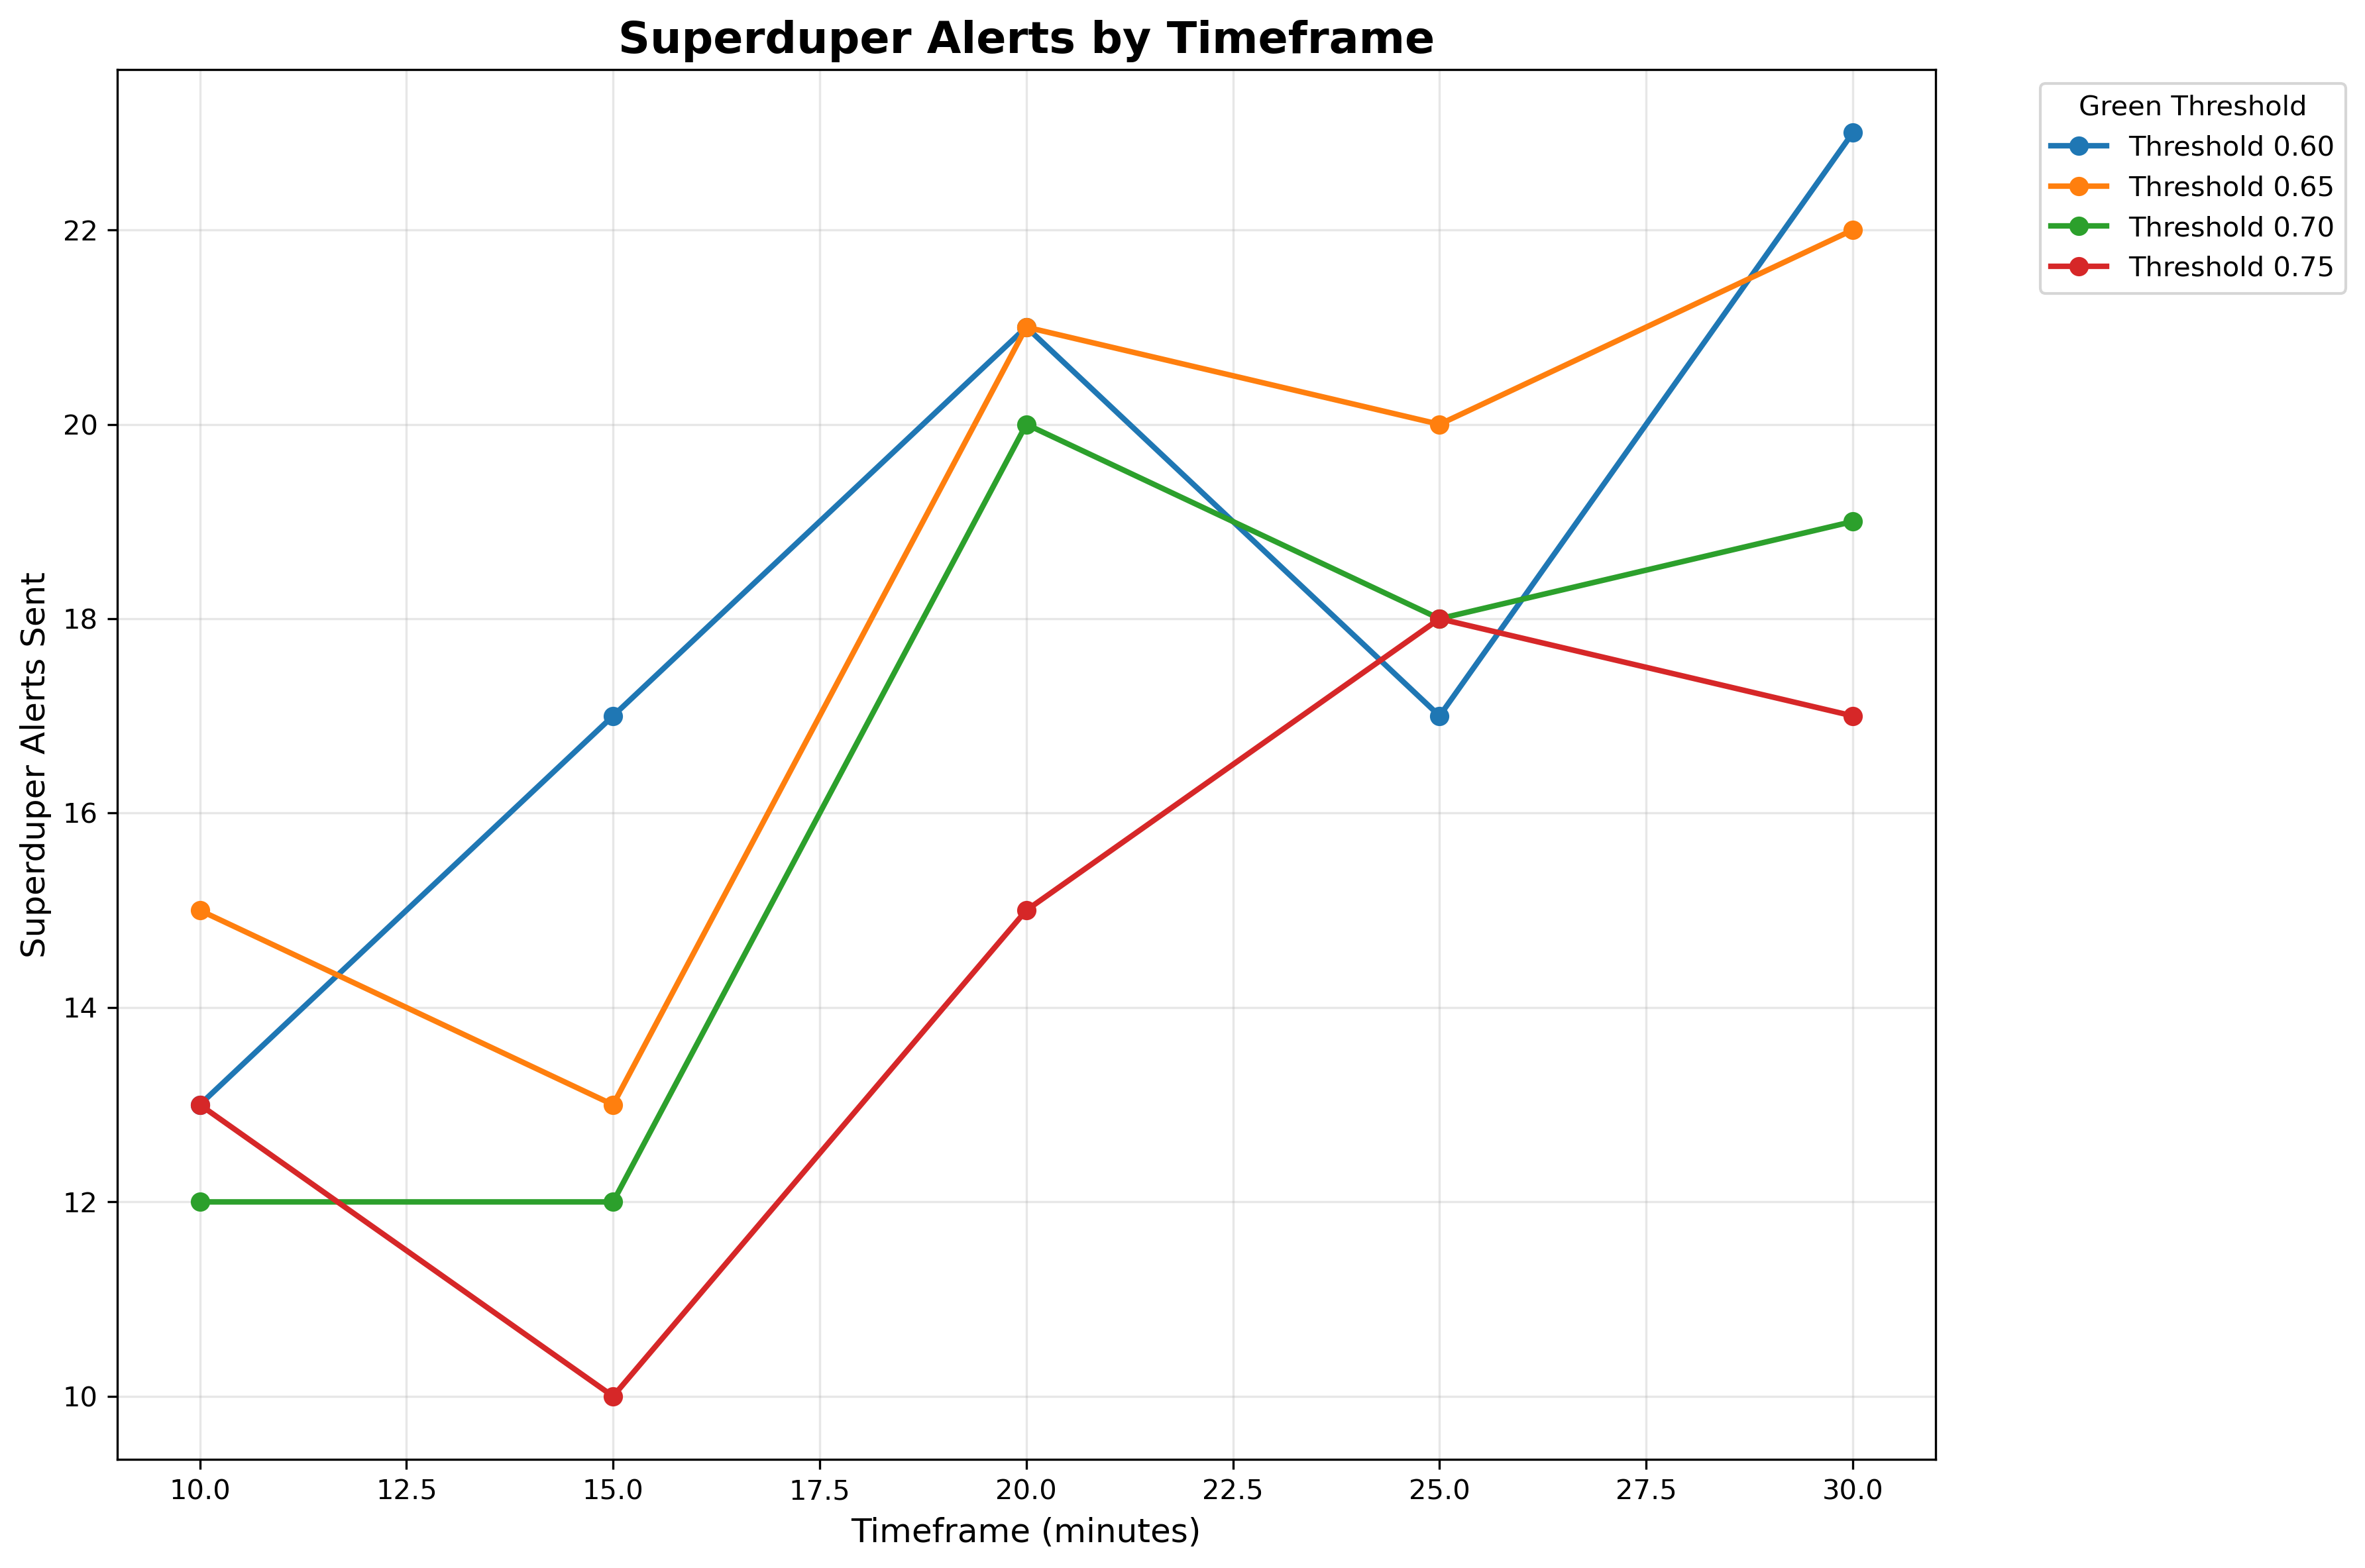 Superduper Alerts by Timeframe
Green Threshold
Threshold 0.60
Threshold 0.65
Threshold 0.70
Threshold 0.75
Superduper Alerts Sent
22
20
18
16
14
12
10
10.0 12.5 15.0 17.5 20.0 22.5 25.0 27.5 30.0
Timeframe (minutes)